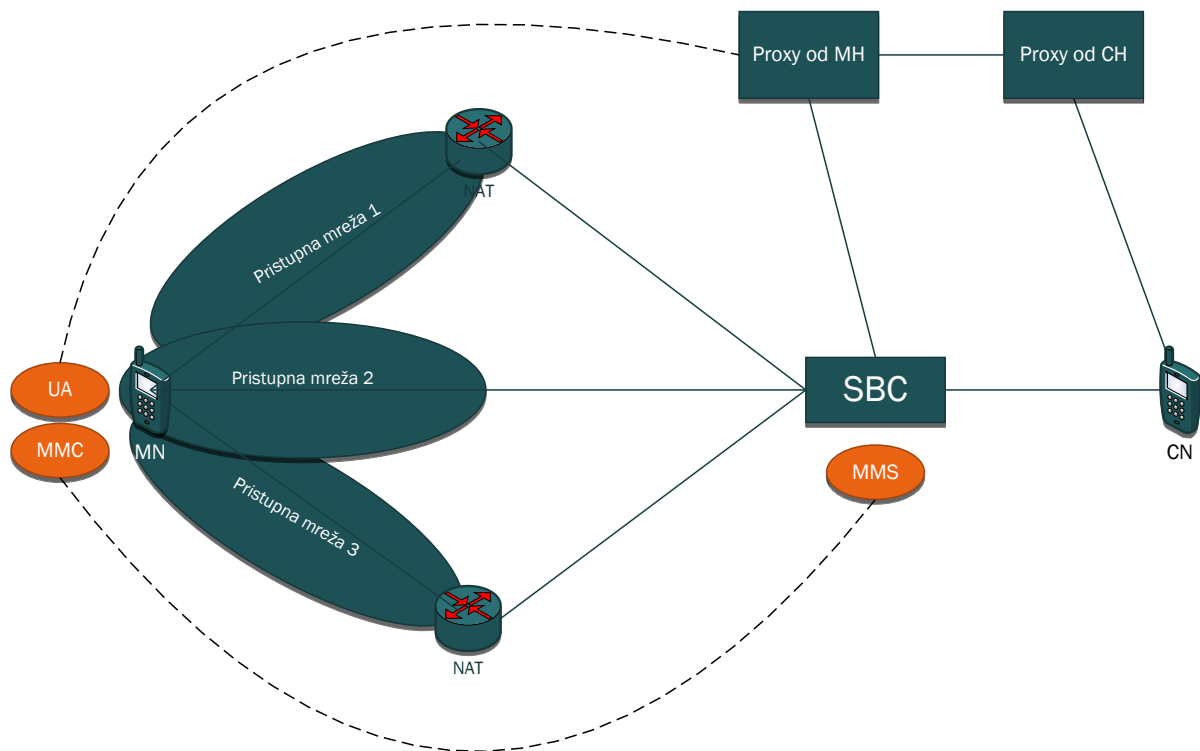 Proxy od MH
Proxy od CH
NAT
Pristupna mreža 1
UA
Pristupna mreža 2
SBC
MMC
MN
CN
MMS
Pristupna mreža 3
NAT